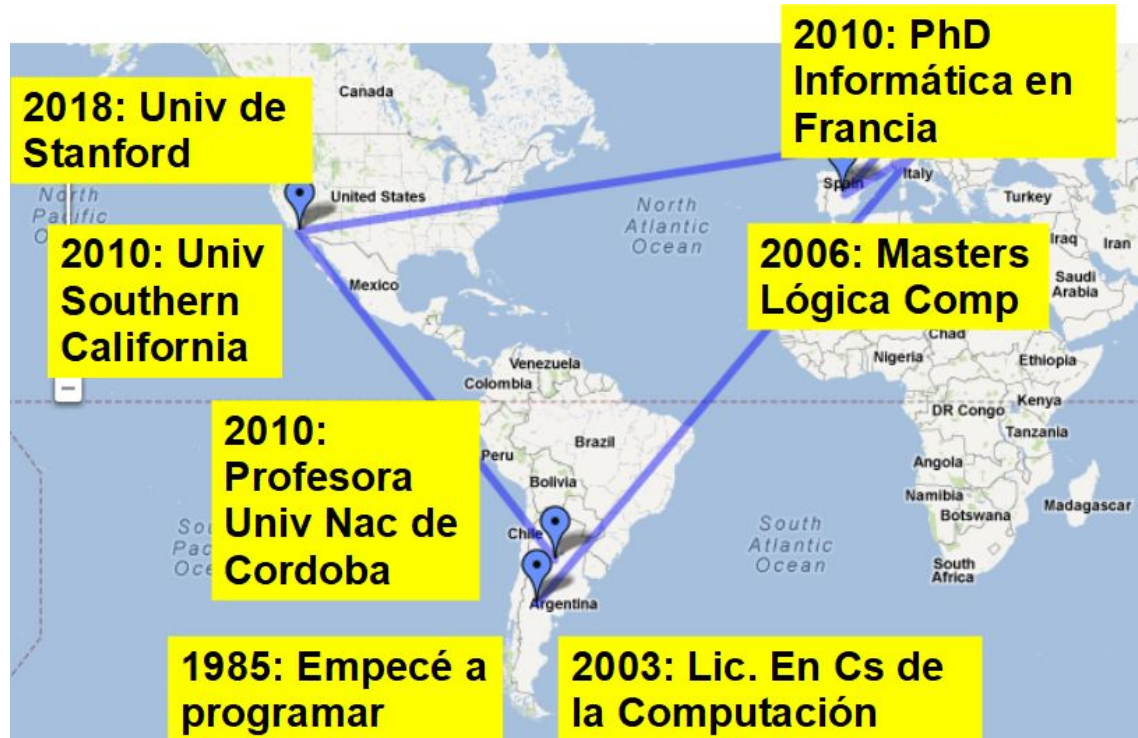 2010: PhD
Informática en
Francia
2018: Univ de
Stanford
Canada
North
Pacific
United States
Spain
Italy
Turkey
North
Atlantic
Ocean
2010: Univ
Southern
California
Mexico
2006: Masters
Lógica Comp
Iraq
Iran
Saudi
Arabia
Chad
Nigeria
Ethiopia
Venezuela
Colombia
DR Congo
Kenya
Tanzania
2010:
Profesora
Univ Nac de
Cordoba
Peru
Brazil
Bolivia
Angola
Namibia
Botswana
Madagascar
Chile
South
Atlantic
Ocean
South
Africa
Argentina
1985: Empecé a
programar
2003: Lic. En Cs de
la Computación